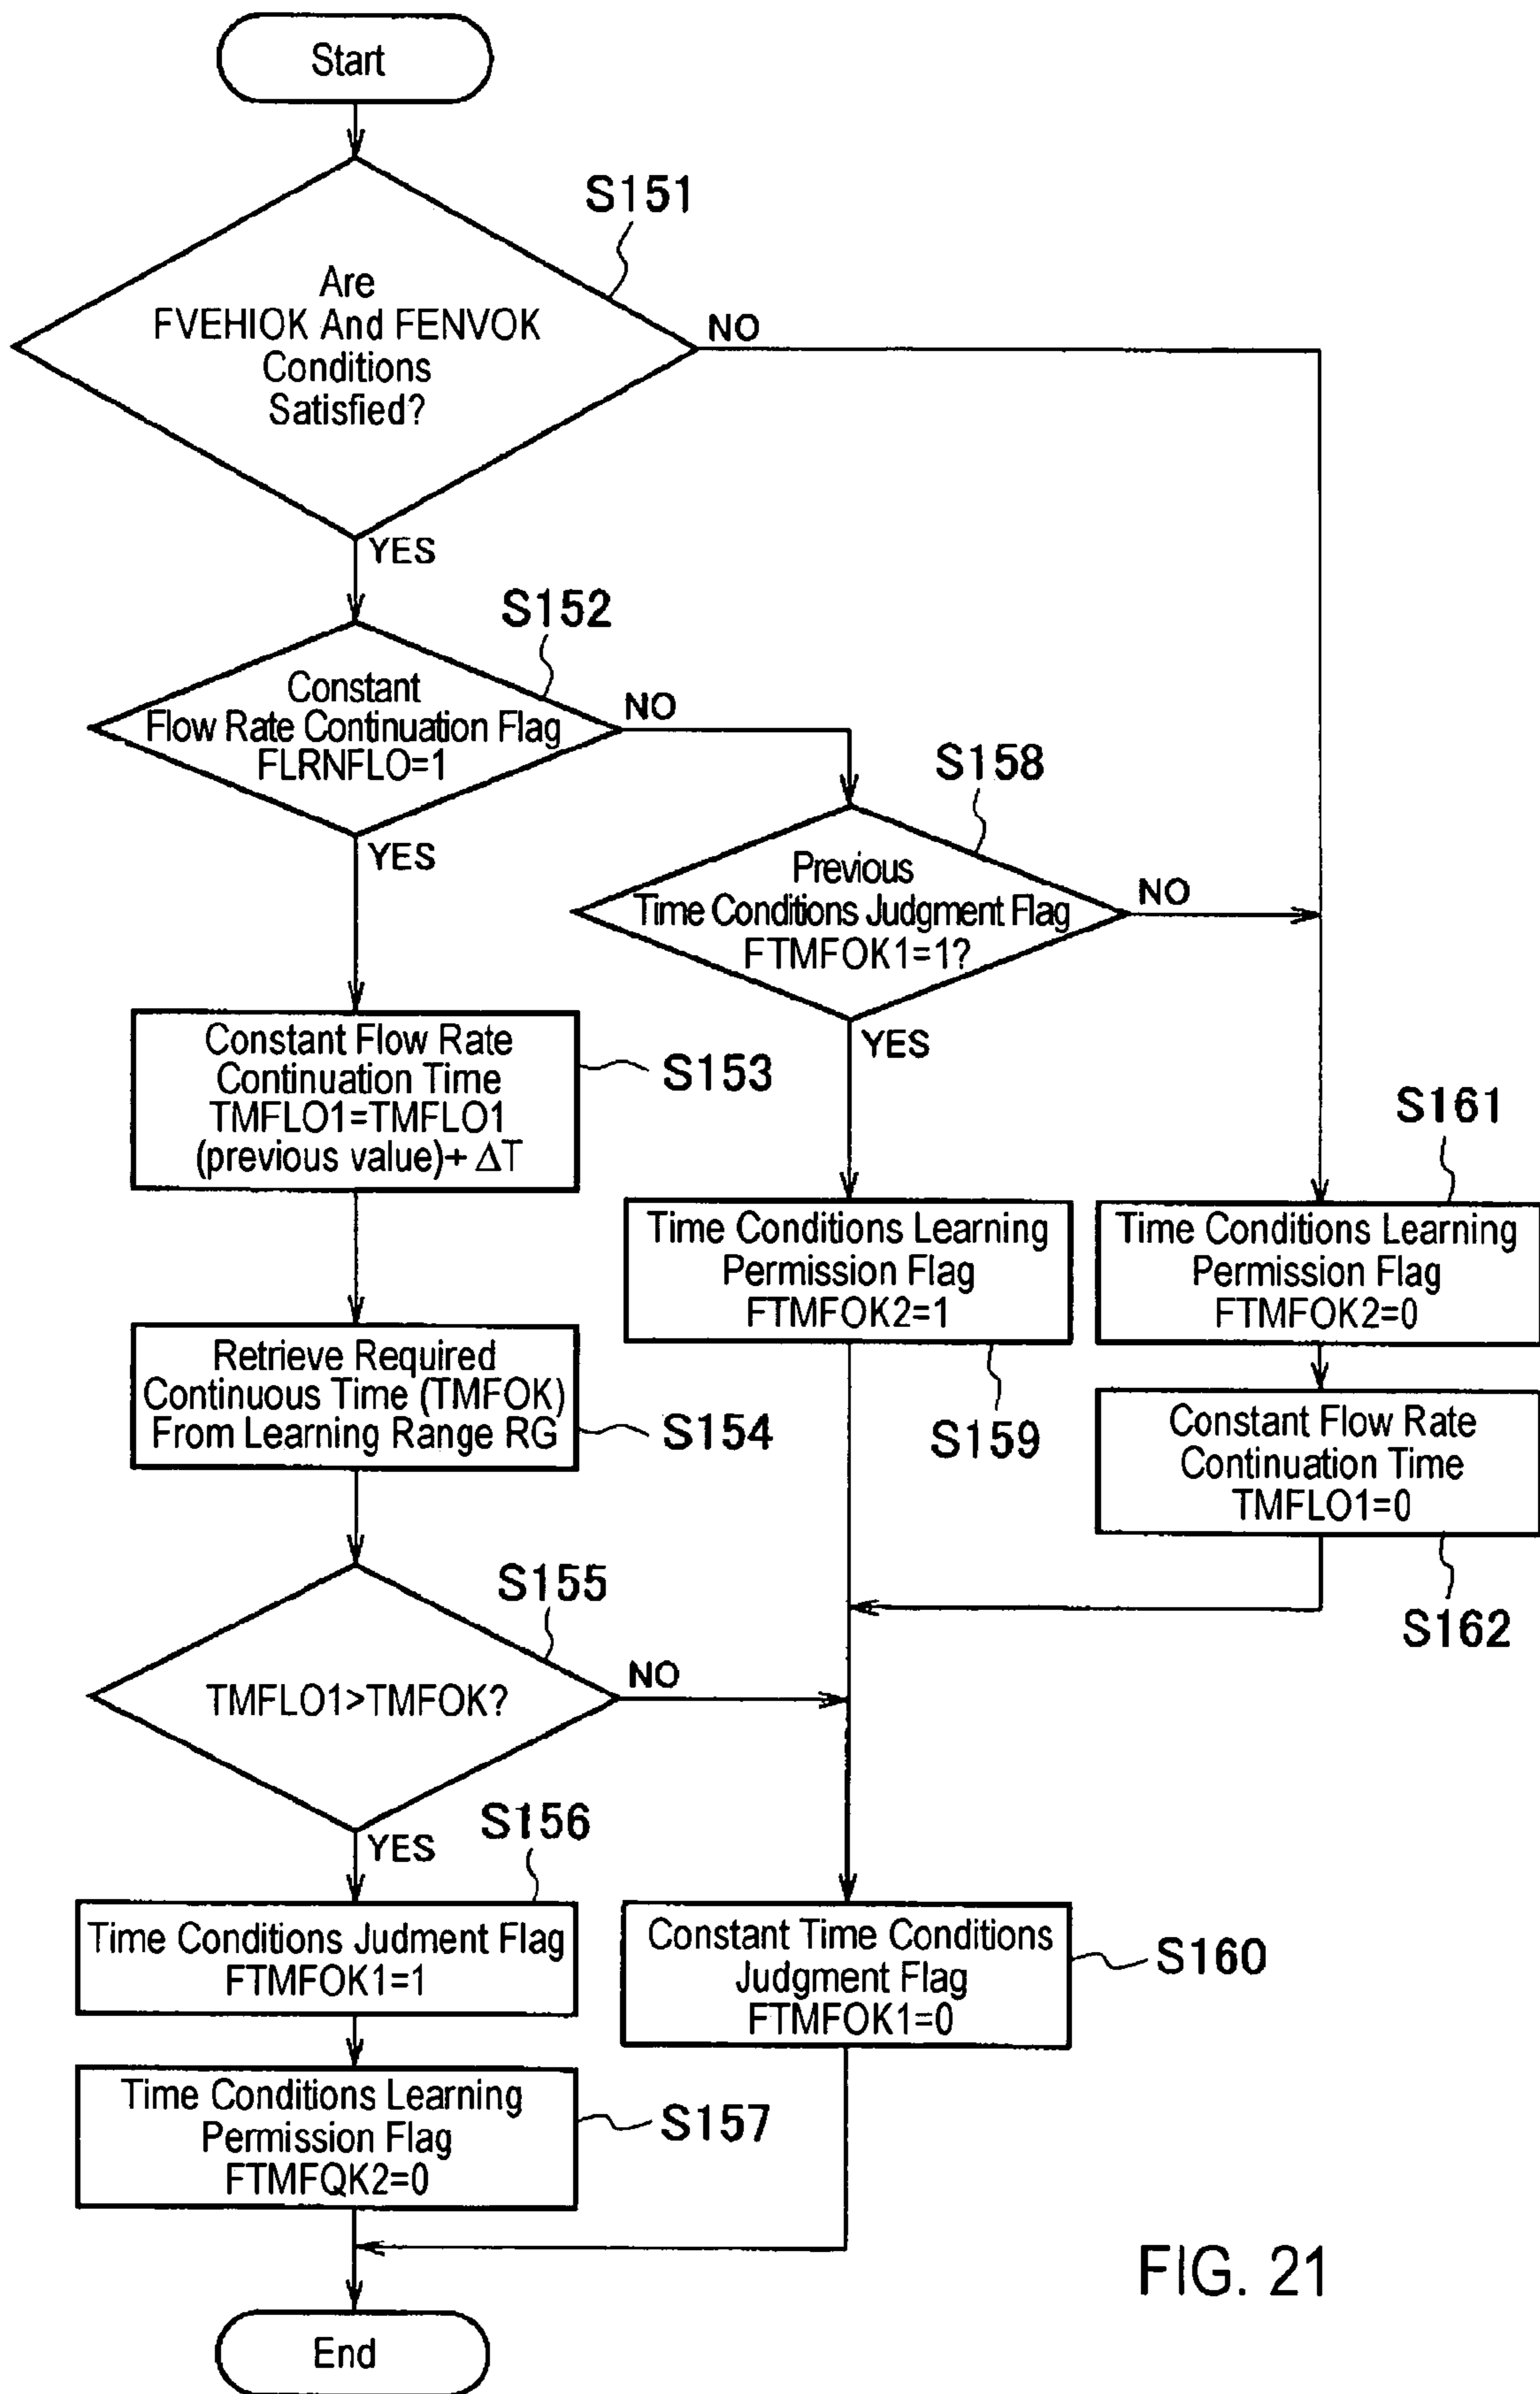 Start
S151
Are
FVEHIOK And FENVOK
Conditions
Satisfied?
NO
YES
S152
Constant
Flow Rate Continuation Flag
FLRNFLO=1
NO
YES
S158
Previous
Time Conditions Judgment Flag
FTMFOK1=1?
NO
YES
Constant Flow Rate
Continuation Time
TMFLO1=TMFLO1
(previous value)+ ΔT
S153
S161
Time Conditions Learning
Permission Flag
FTMFOK2=1
S159
Time Conditions Learning
Permission Flag
FTMFOK2=0
Retrieve Required
Continuous Time (TMFOK)
From Learning Range RG
S154
Constant Flow Rate
Continuation Time
TMFLO1=0
S162
S155
TMFLO1>TMFOK?
NO
YES
S156
Time Conditions Judment Flag
FTMFOK1=1
Constant Time Conditions
Judgment Flag
FTMFOK1=0
S160
Time Conditions Learning
Permission Flag
FTMFQK2=0
S157
End
FIG. 21